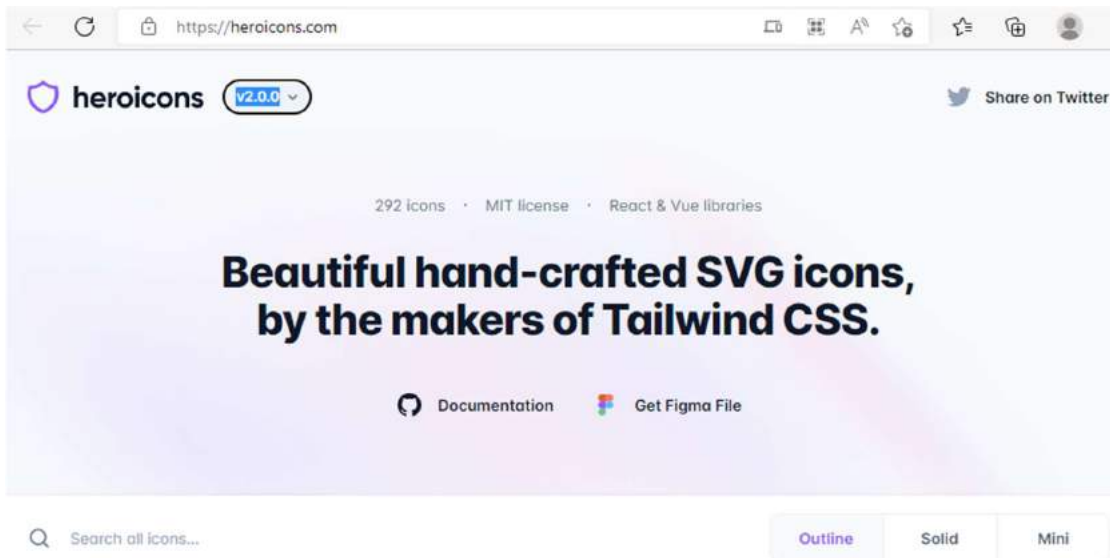 https://heroicons.com
heroicons v2.0.0
Share on Twitter
292 icons · MIT license · React & Vue libraries
Beautiful hand-crafted SVG icons,
by the makers of Tailwind CSS.
Documentation Get Figma File
Search all icons... Outline Solid Mini